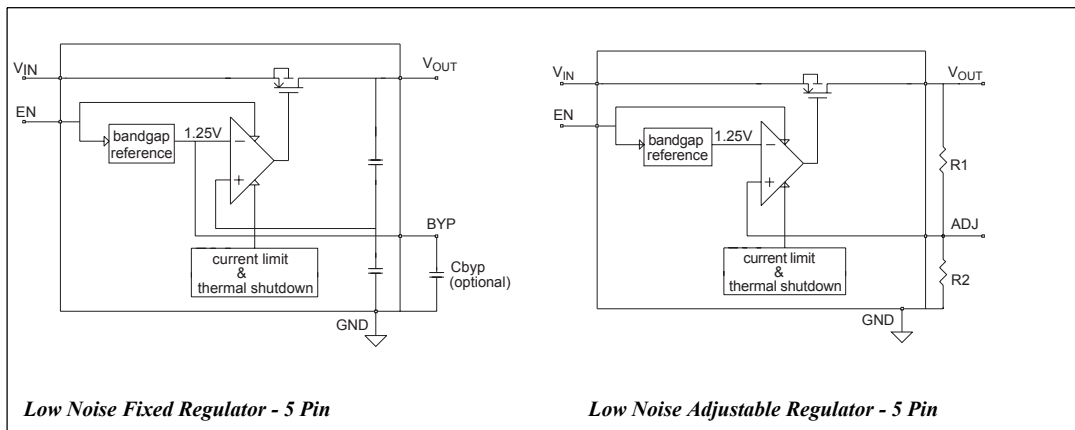 VIN
EN
bandgap
reference
1.25V
−
+
VOUT
BYP
current limit
&
thermal shutdown
Cbyp
(optional)
GND
Low Noise Fixed Regulator - 5 Pin
VIN
EN
bandgap
reference
1.25V
−
+
VOUT
R1
ADJ
current limit
&
thermal shutdown
R2
GND
Low Noise Adjustable Regulator - 5 Pin